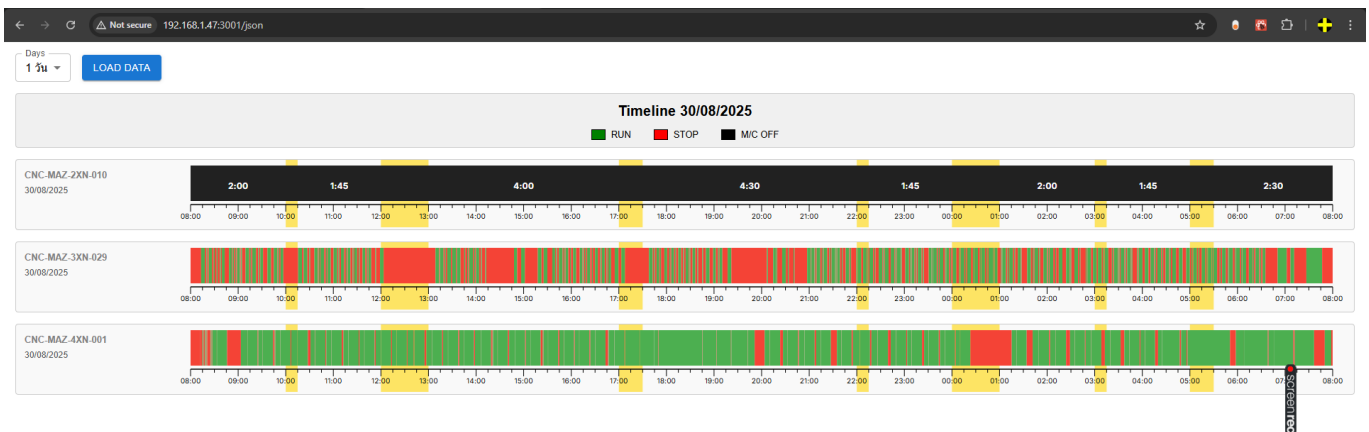 Not secure 192.168.1.47:3001/json
Days
1 วัน LOAD DATA
Timeline 30/08/2025
RUN STOP M/C OFF
CNC-MAZ-2XN-010
30/08/2025
2:00 1:45 4:00 4:30 1:45 2:00 1:45 2:30
08:00 09:00 10:00 11:00 12:00 13:00 14:00 15:00 16:00 17:00 18:00 19:00 20:00 21:00 22:00 23:00 00:00 01:00 02:00 03:00 04:00 05:00 06:00 07:00 08:00
CNC-MAZ-3XN-029
30/08/2025
08:00 09:00 10:00 11:00 12:00 13:00 14:00 15:00 16:00 17:00 18:00 19:00 20:00 21:00 22:00 23:00 00:00 01:00 02:00 03:00 04:00 05:00 06:00 07:00 08:00
CNC-MAZ-4XN-001
30/08/2025
08:00 09:00 10:00 11:00 12:00 13:00 14:00 15:00 16:00 17:00 18:00 19:00 20:00 21:00 22:00 23:00 00:00 01:00 02:00 03:00 04:00 05:00 06:00 07 08:00
screenrec